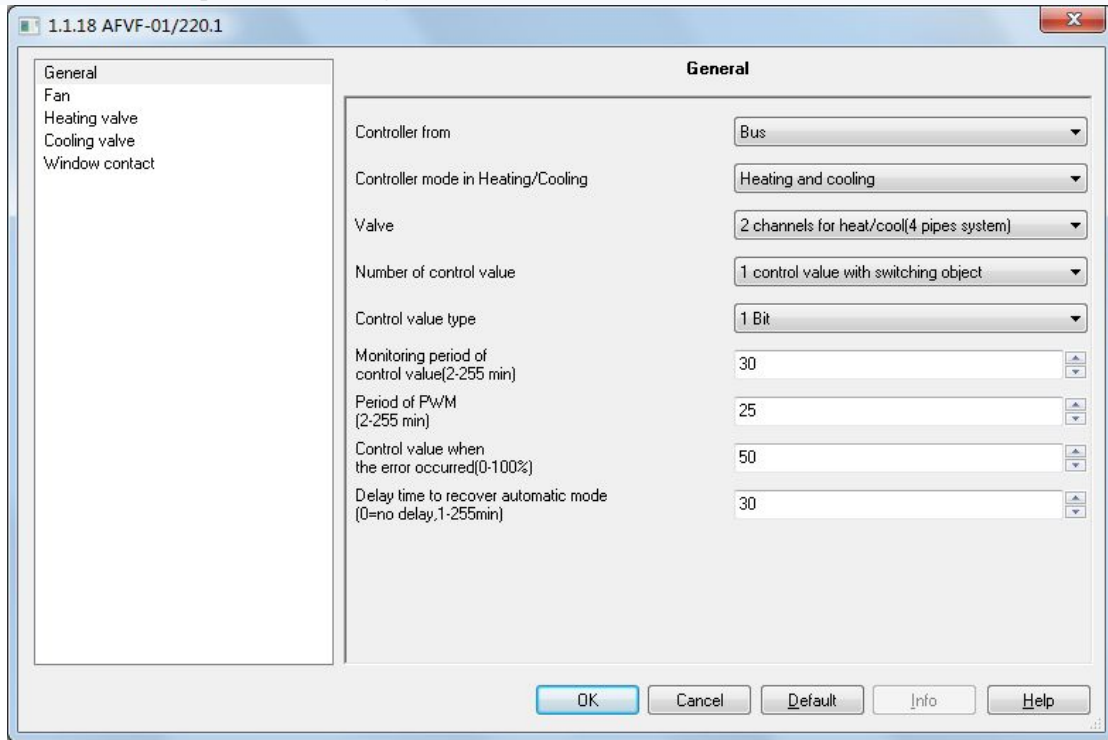 1.1.18 AFVF-01/220.1
General
Fan
Heating valve
Cooling valve
Window contact
General
Controller from
Bus
Controller mode in Heating/Cooling
Heating and cooling
Valve
2 channels for heat/cool(4 pipes system)
Number of control value
1 control value with switching object
Control value type
1 Bit
Monitoring period of
control value(2-255 min)
30
Period of PWM
(2-255 min)
25
Control value when
the error occurred(0-100%)
50
Delay time to recover automatic mode
(0=no delay,1-255min)
30
OK
Cancel
Default
Info
Help